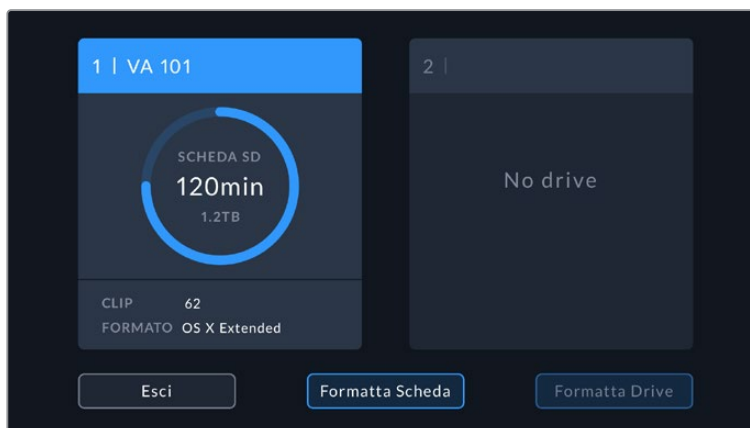 1 | VA 101
SCHEDA SD
120min
1.2TB
CLIP 62
FORMATO OS X Extended
2 |
No drive
Esci
Formatta Scheda
Formatta Drive